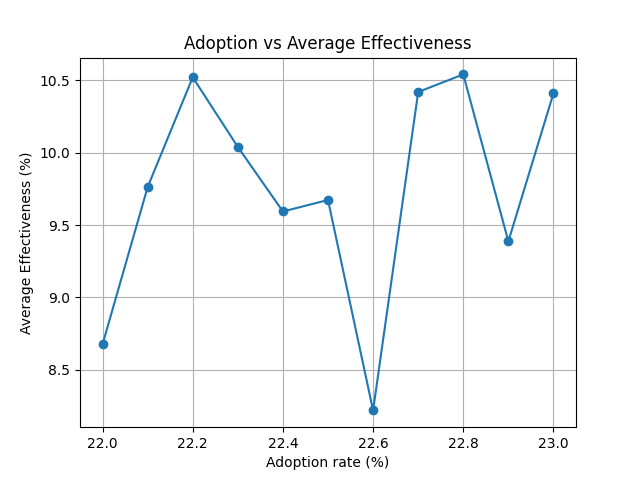 Adoption vs Average Effectiveness
Average Effectiveness (%)
10.5
10.0
9.5
9.0
8.5
22.0 22.2 22.4 22.6 22.8 23.0
Adoption rate (%)